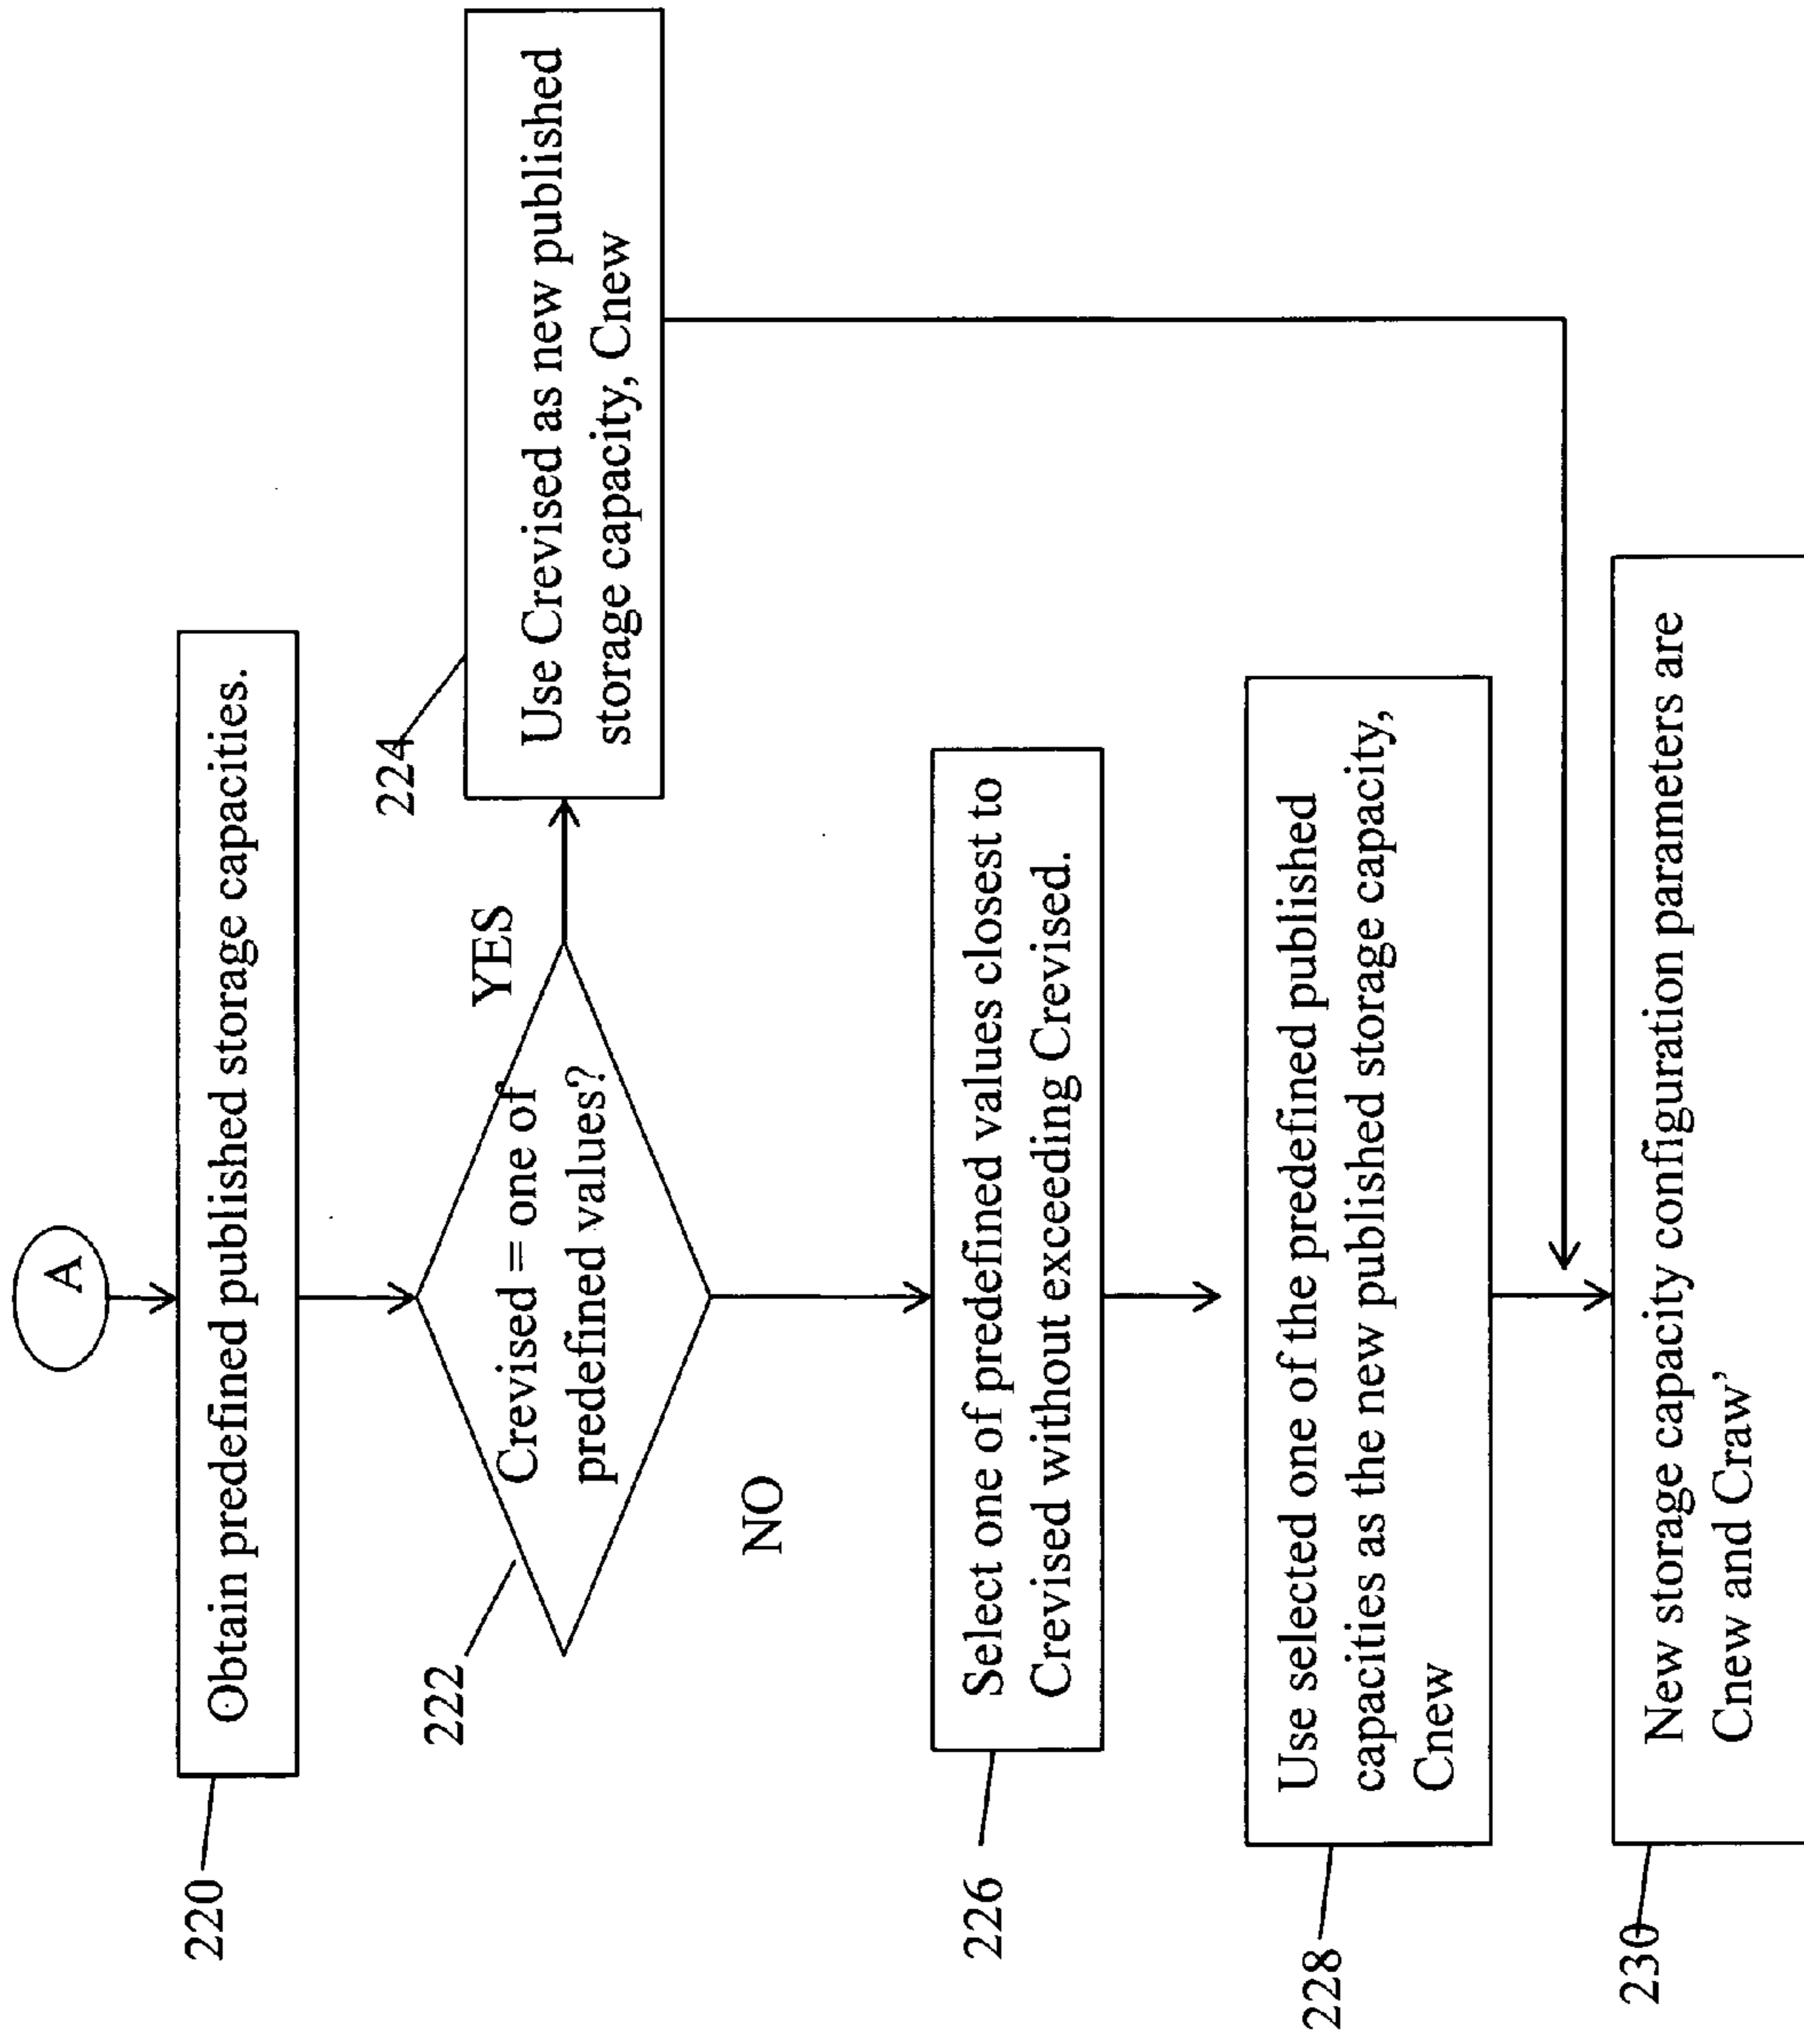 A
220
Obtain predefined published storage capacities.
222
Crevised = one of
predefined values?
YES
224
Use Crevised as new published
storage capacity, Cnew
NO
226
Select one of predefined values closest to
Crevised without exceeding Crevised.
228
Use selected one of the predefined published
capacities as the new published storage capacity,
Cnew
230
New storage capacity configuration parameters are
Cnew and Craw’